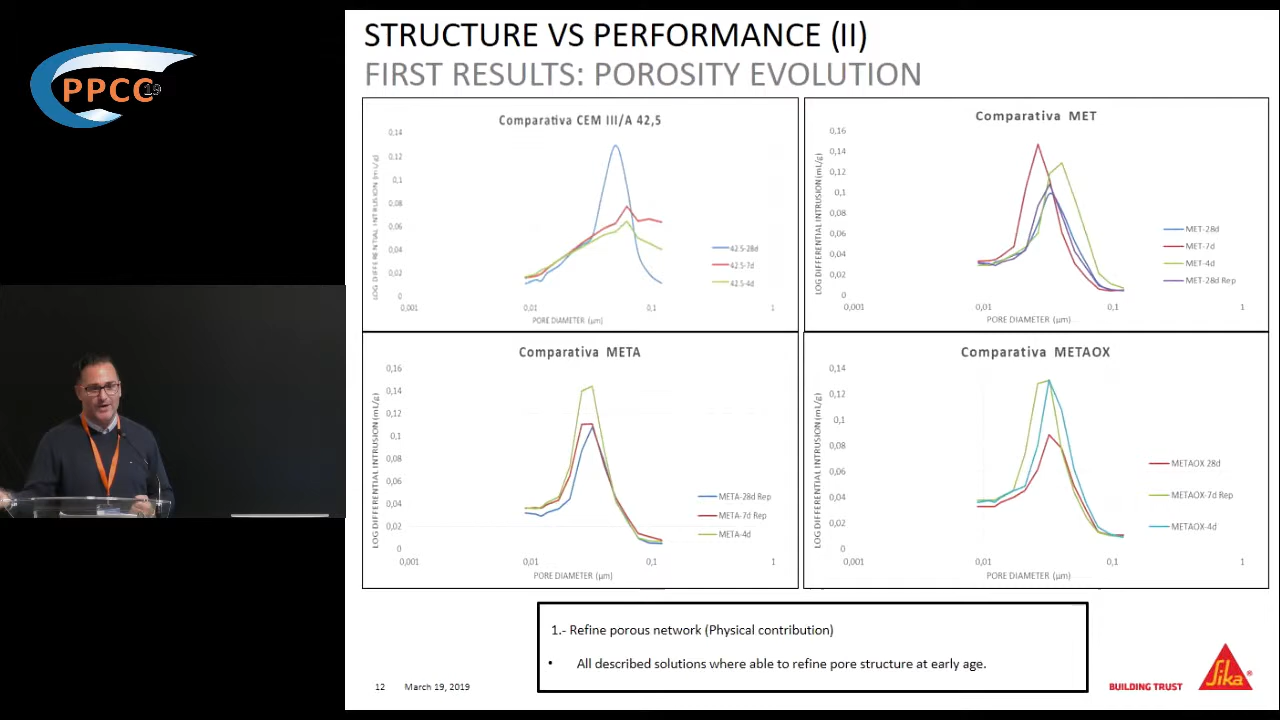 PPCC 19
STRUCTURE VS PERFORMANCE (II)
FIRST RESULTS: POROSITY EVOLUTION
Comparativa CEM III/A 42,5
LOG DIFFERENTIAL INTRUSION (mL/g)
0,14
0,12
0,1
0,08
0,06
0,04
0,02
0
0,001
0,01
0,1
1
PORE DIAMETER (µm)
42.5-28d
42.5-7d
42.5-4d
Comparativa MET
LOG DIFFERENTIAL INTRUSION (mL/g)
0,16
0,14
0,12
0,1
0,08
0,06
0,04
0,02
0
0,001
0,01
0,1
1
PORE DIAMETER (µm)
MET-28d
MET-7d
MET-4d
MET-28d Rep
Comparativa META
LOG DIFFERENTIAL INTRUSION (mL/g)
0,16
0,14
0,12
0,1
0,08
0,06
0,04
0,02
0
0,001
0,01
0,1
1
PORE DIAMETER (µm)
META-28d Rep
META-7d Rep
META-4d
Comparativa METAOX
LOG DIFFERENTIAL INTRUSION (mL/g)
0,14
0,12
0,1
0,08
0,06
0,04
0,02
0
0,001
0,01
0,1
1
PORE DIAMETER (µm)
METAOX 28d
METAOX-7d Rep
METAOX-4d
1.- Refine porous network (Physical contribution)
• All described solutions where able to refine pore structure at early age.
12 March 19, 2019
BUILDING TRUST
Sika®